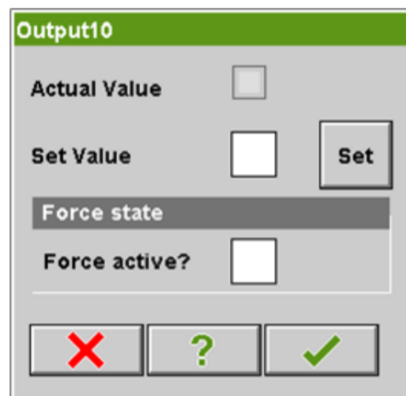 Output10
Actual Value
Set Value
Set
Force state
Force active?
?